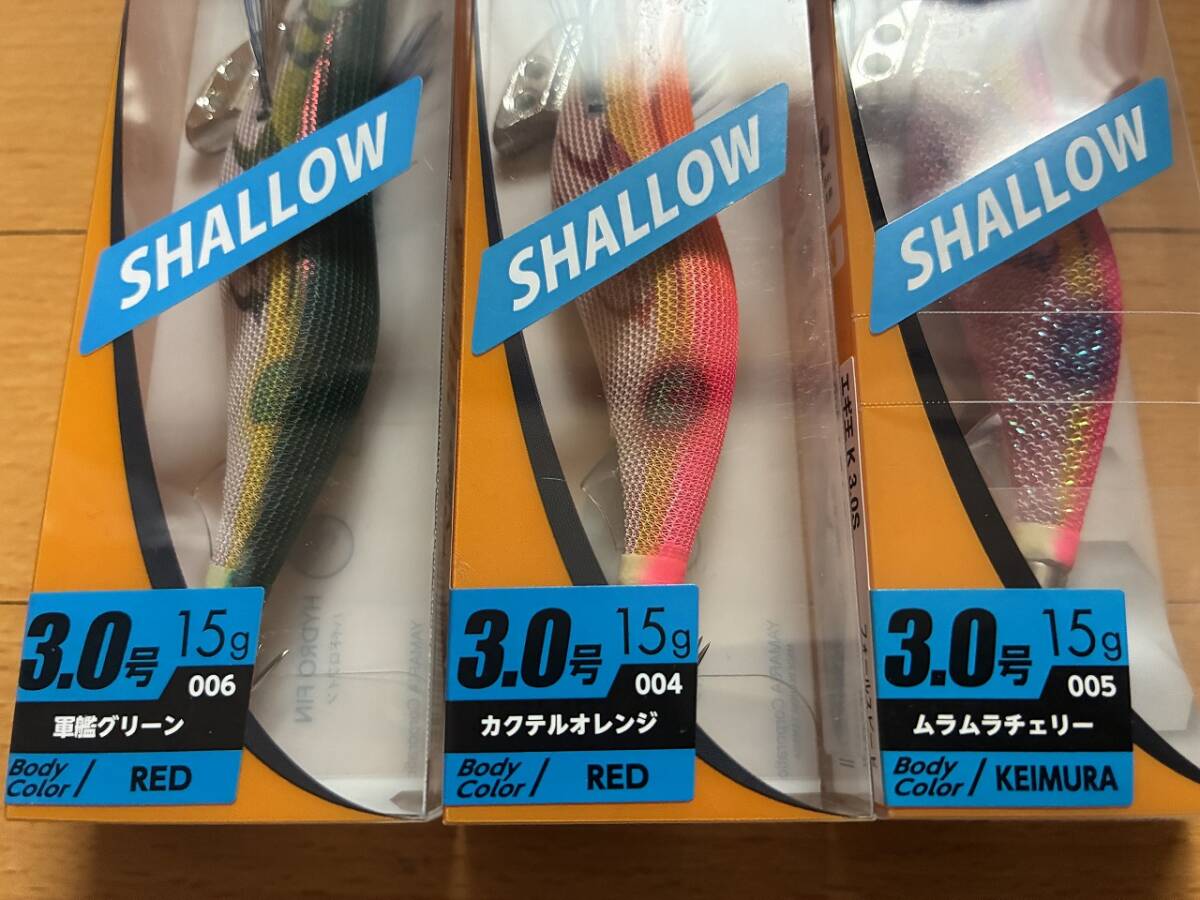 SHALLOW
3.0号 15g
006
軍艦グリーン
Body Color / RED
HYDRO FIN
SHALLOW
3.0号 15g
004
カクテルオレンジ
Body Color / RED
エギ王 K 3.0S
SHALLOW
3.0号 15g
005
ムラムラチェリー
Body Color / KEIMURA